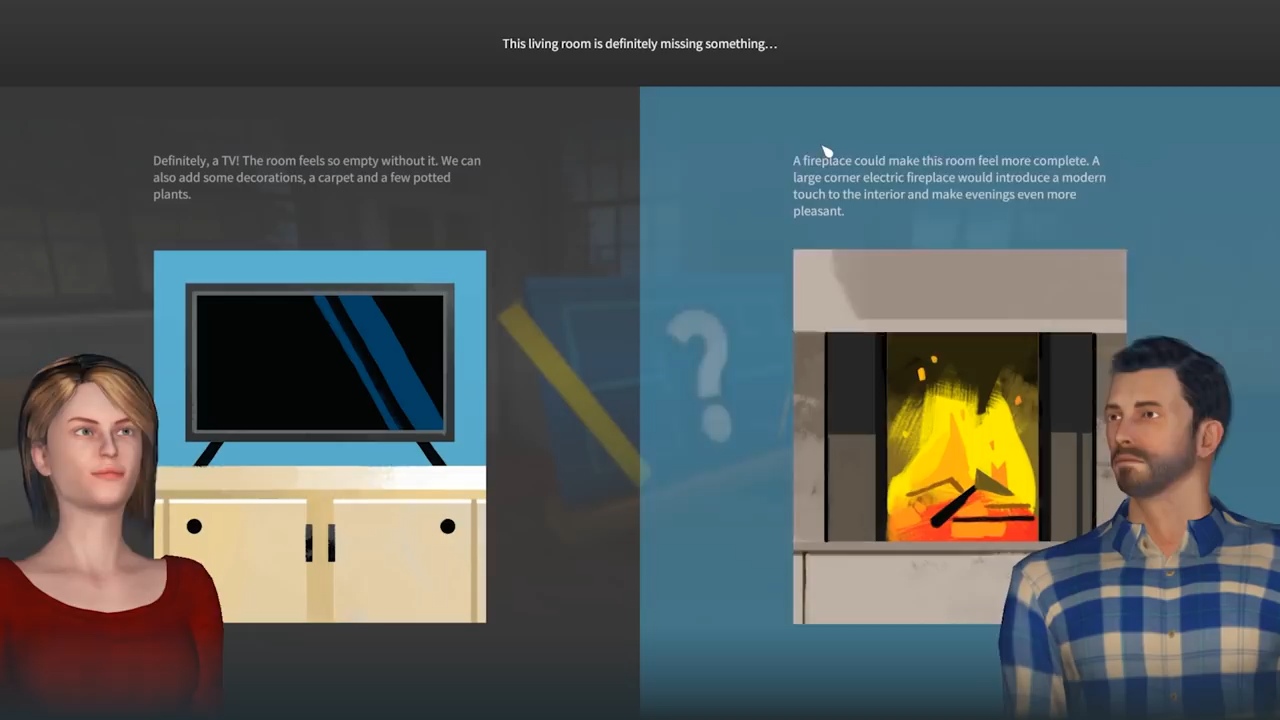 This living room is definitely missing something...
Definitely, a TV! The room feels so empty without it. We can
also add some decorations, a carpet and a few potted
plants.
A fireplace could make this room feel more complete. A
large corner electric fireplace would introduce a modern
touch to the interior and make evenings even more
pleasant.
?